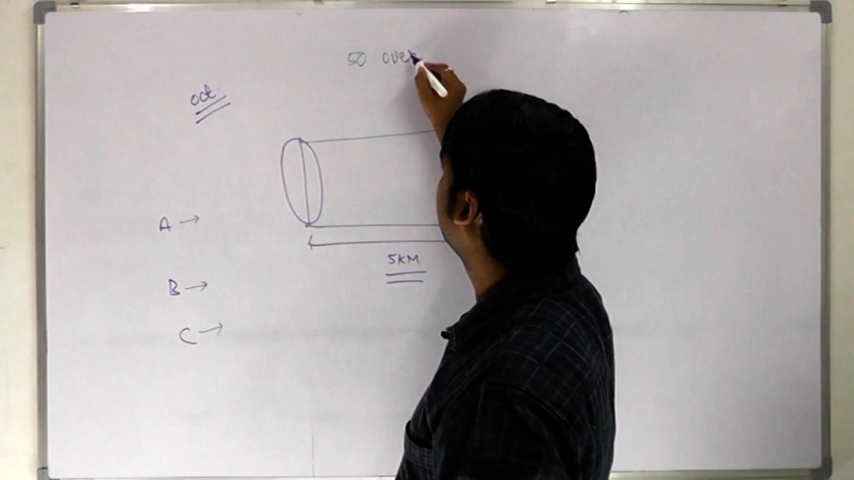 50 over
oct
A →
5KM
B →
C →